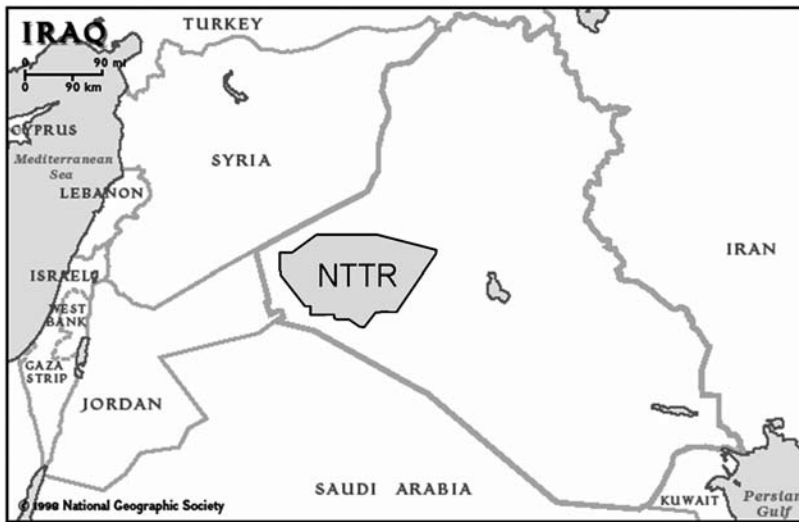 IRAQ
0 90 mi
0 90 km
TURKEY
CYPRUS
Mediterranean
Sea
SYRIA
LEBANON
IRAN
NTTR
ISRAEL
WEST
BANK
GAZA
STRIP
JORDAN
SAUDI ARABIA
KUWAIT
Persian
Gulf
© 1998 National Geographic Society